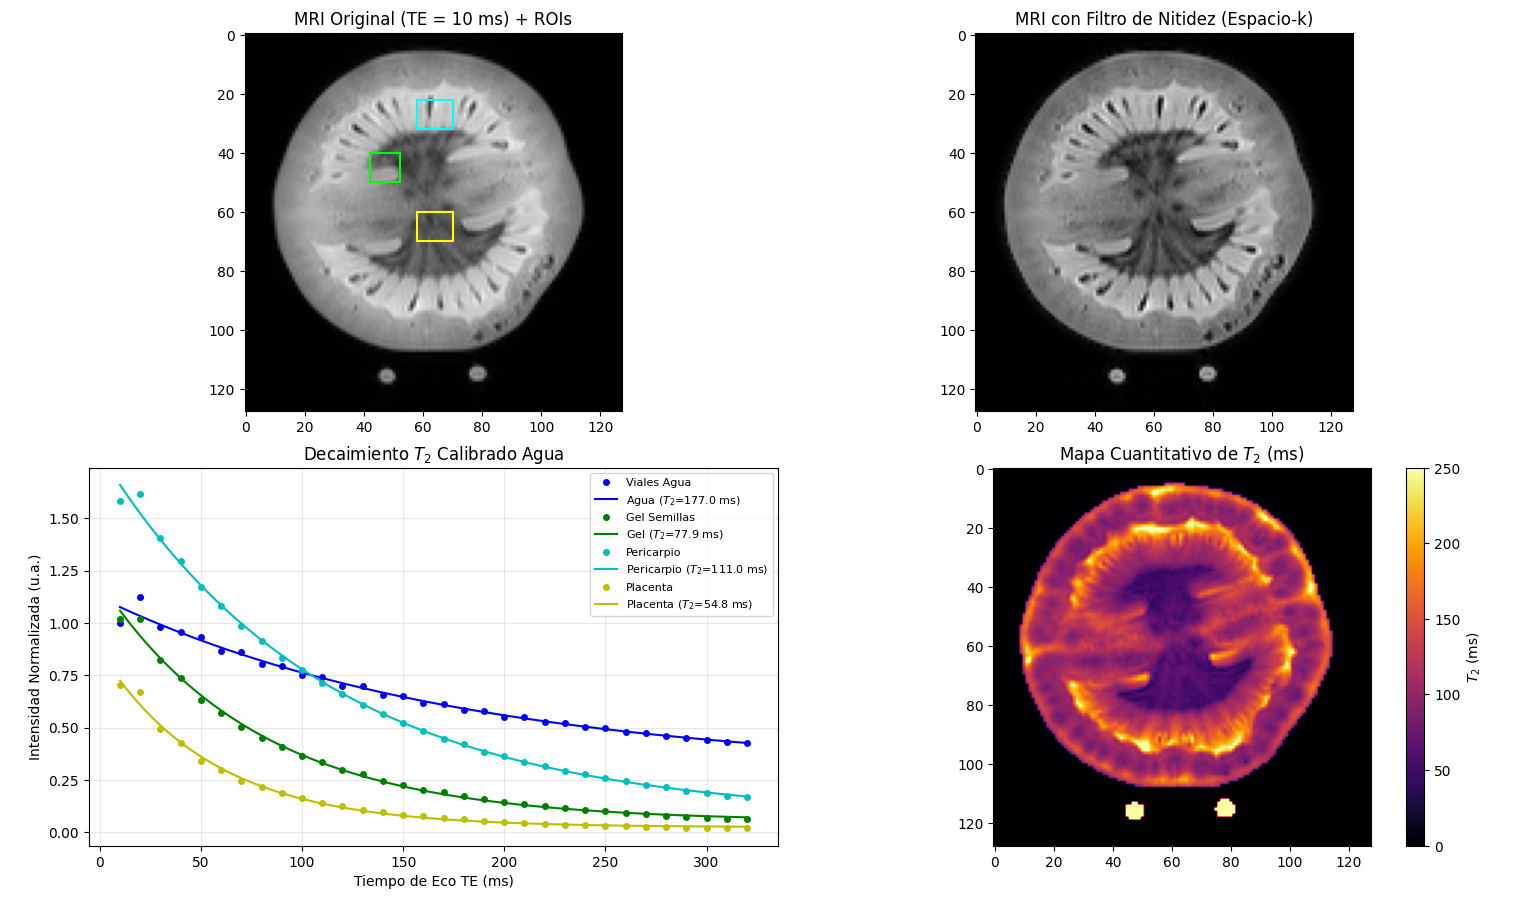 MRI Original (TE = 10 ms) + ROIs
0
20
40
60
80
100
120
0 20 40 60 80 100 120
MRI con Filtro de Nitidez (Espacio-k)
0
20
40
60
80
100
120
0 20 40 60 80 100 120
Decaimiento T₂ Calibrado Agua
Intensidad Normalizada (u.a.)
1.50
1.25
1.00
0.75
0.50
0.25
0.00
Viales Agua
Agua (T₂=177.0 ms)
Gel Semillas
Gel (T₂=77.9 ms)
Pericarpio
Pericarpio (T₂=111.0 ms)
Placenta
Placenta (T₂=54.8 ms)
0 50 100 150 200 250 300
Tiempo de Eco TE (ms)
Mapa Cuantitativo de T₂ (ms)
0
20
40
60
80
100
120
0 20 40 60 80 100 120
250
200
150
100
50
0
T₂ (ms)